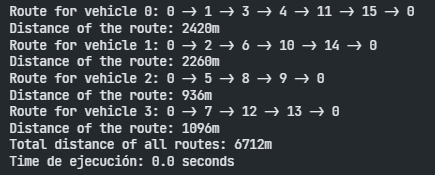 Route for vehicle 0: 0 → 1 → 3 → 4 → 11 → 15 → 0
Distance of the route: 2420m
Route for vehicle 1: 0 → 2 → 6 → 10 → 14 → 0
Distance of the route: 2260m
Route for vehicle 2: 0 → 5 → 8 → 9 → 0
Distance of the route: 936m
Route for vehicle 3: 0 → 7 → 12 → 13 → 0
Distance of the route: 1096m
Total distance of all routes: 6712m
Time de ejecución: 0.0 seconds